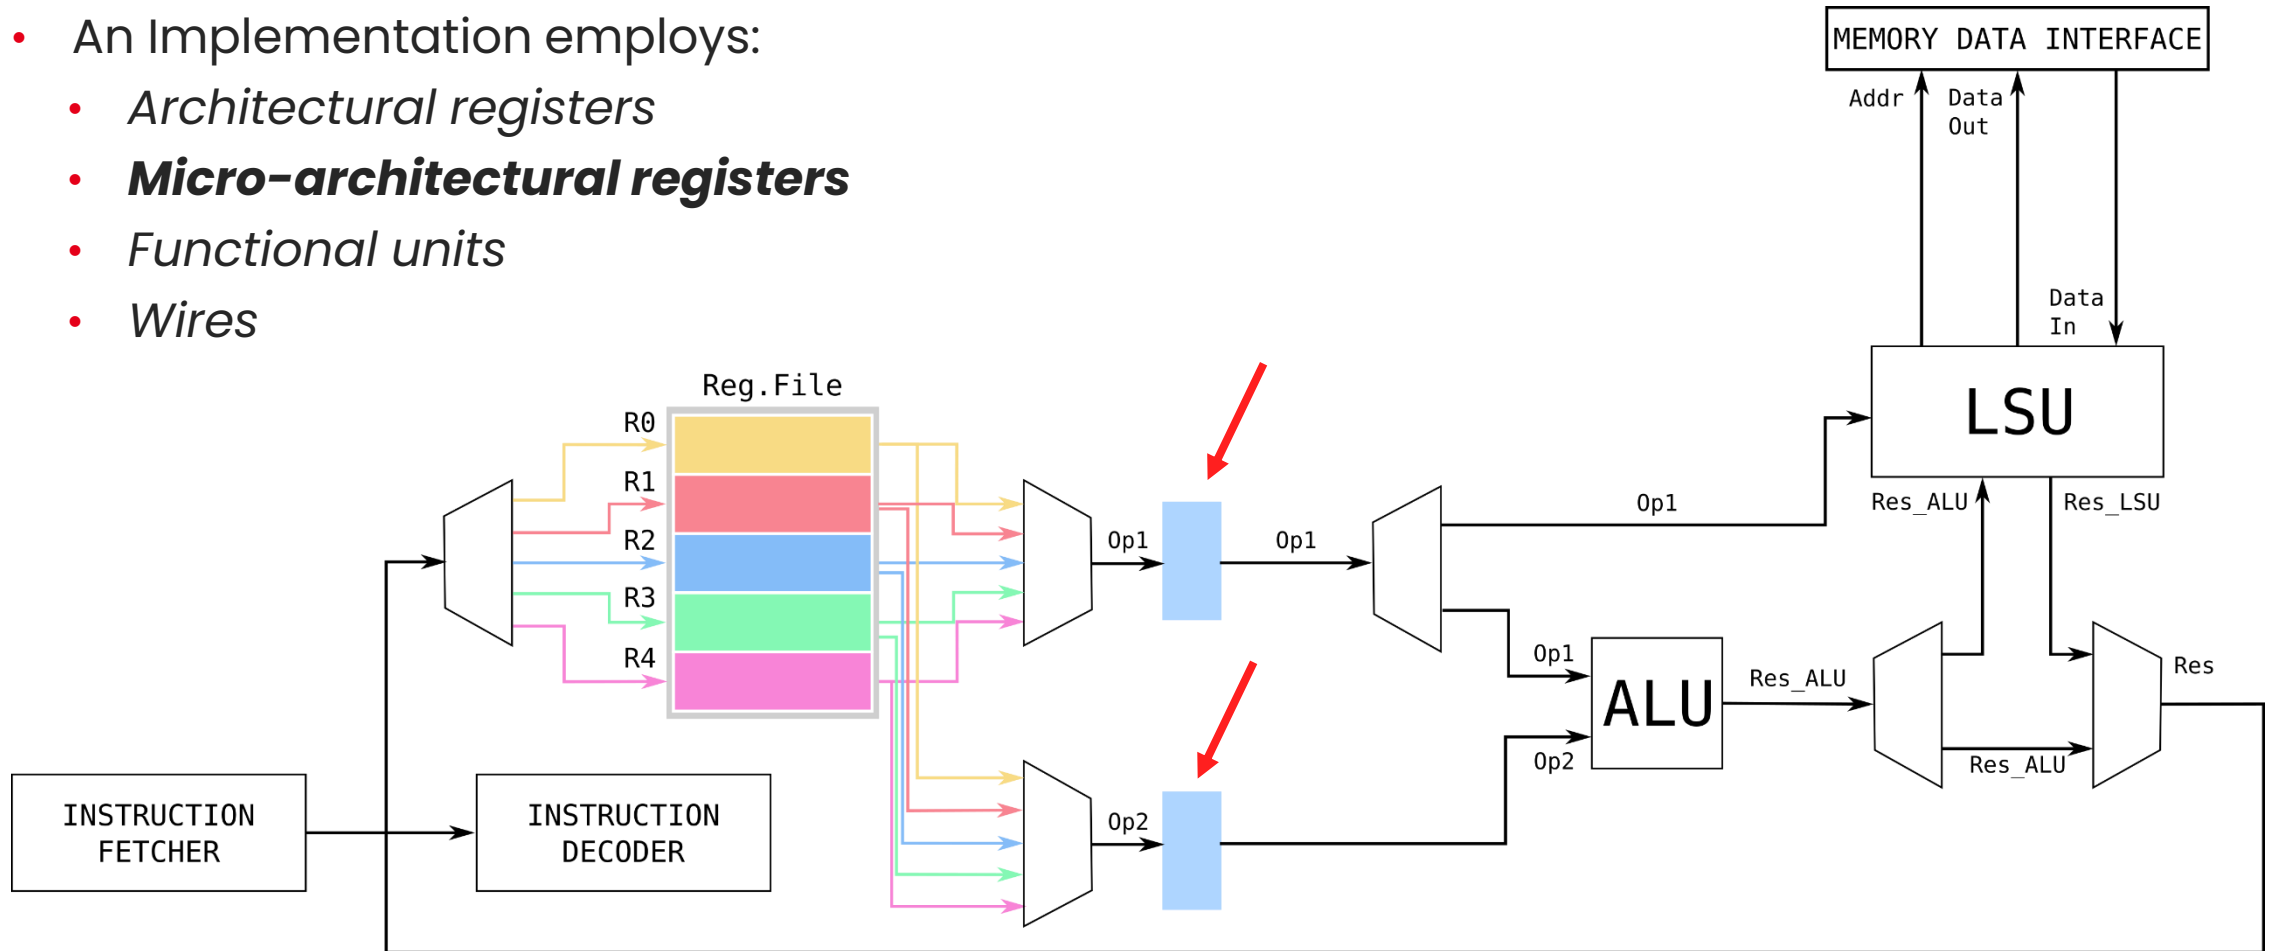 An Implementation employs:
Architectural registers
Micro-architectural registers
Functional units
Wires
MEMORY DATA INTERFACE
Addr
Data
Out
Data
In
LSU
Reg.File
R0
R1
R2
R3
R4
Op1
Op1
Op1
Res_ALU
Res_LSU
Op1
ALU
Op2
Res_ALU
Res
Res_ALU
Op2
INSTRUCTION
FETCHER
INSTRUCTION
DECODER